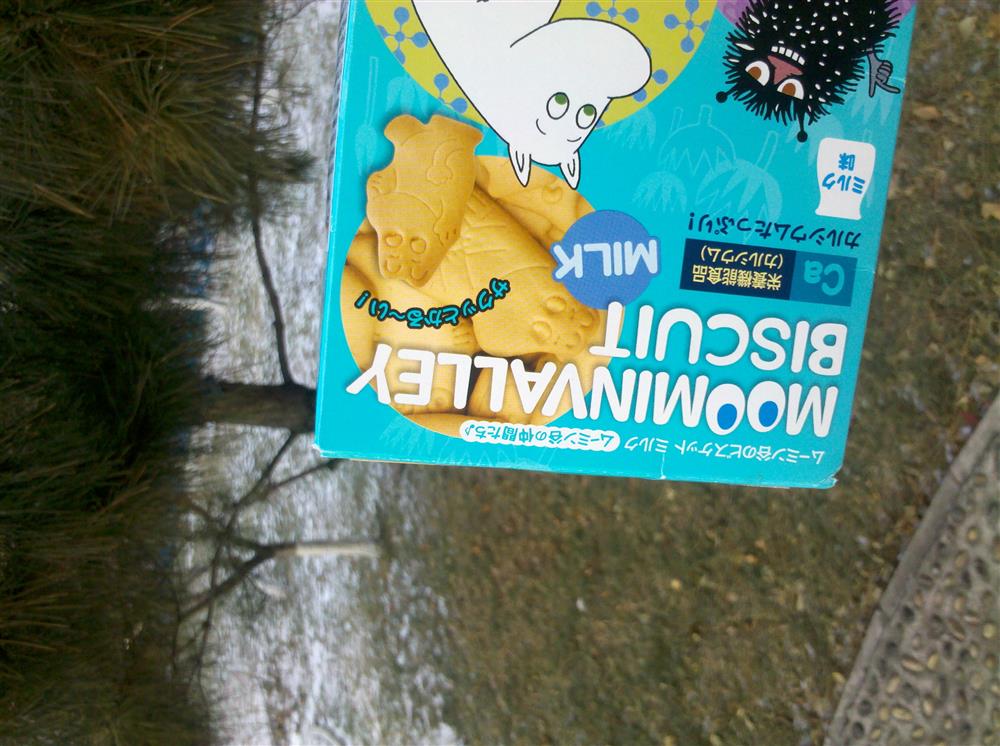 ムーミン谷のビスケット ミルク ムーミン谷の仲間たち♪
MOOMINVALLEY
BISCUIT
サクッとかる〜い!
MILK
Ca 栄養機能食品
(カルシウム)
カルシウムたっぷり!
ミルク
味